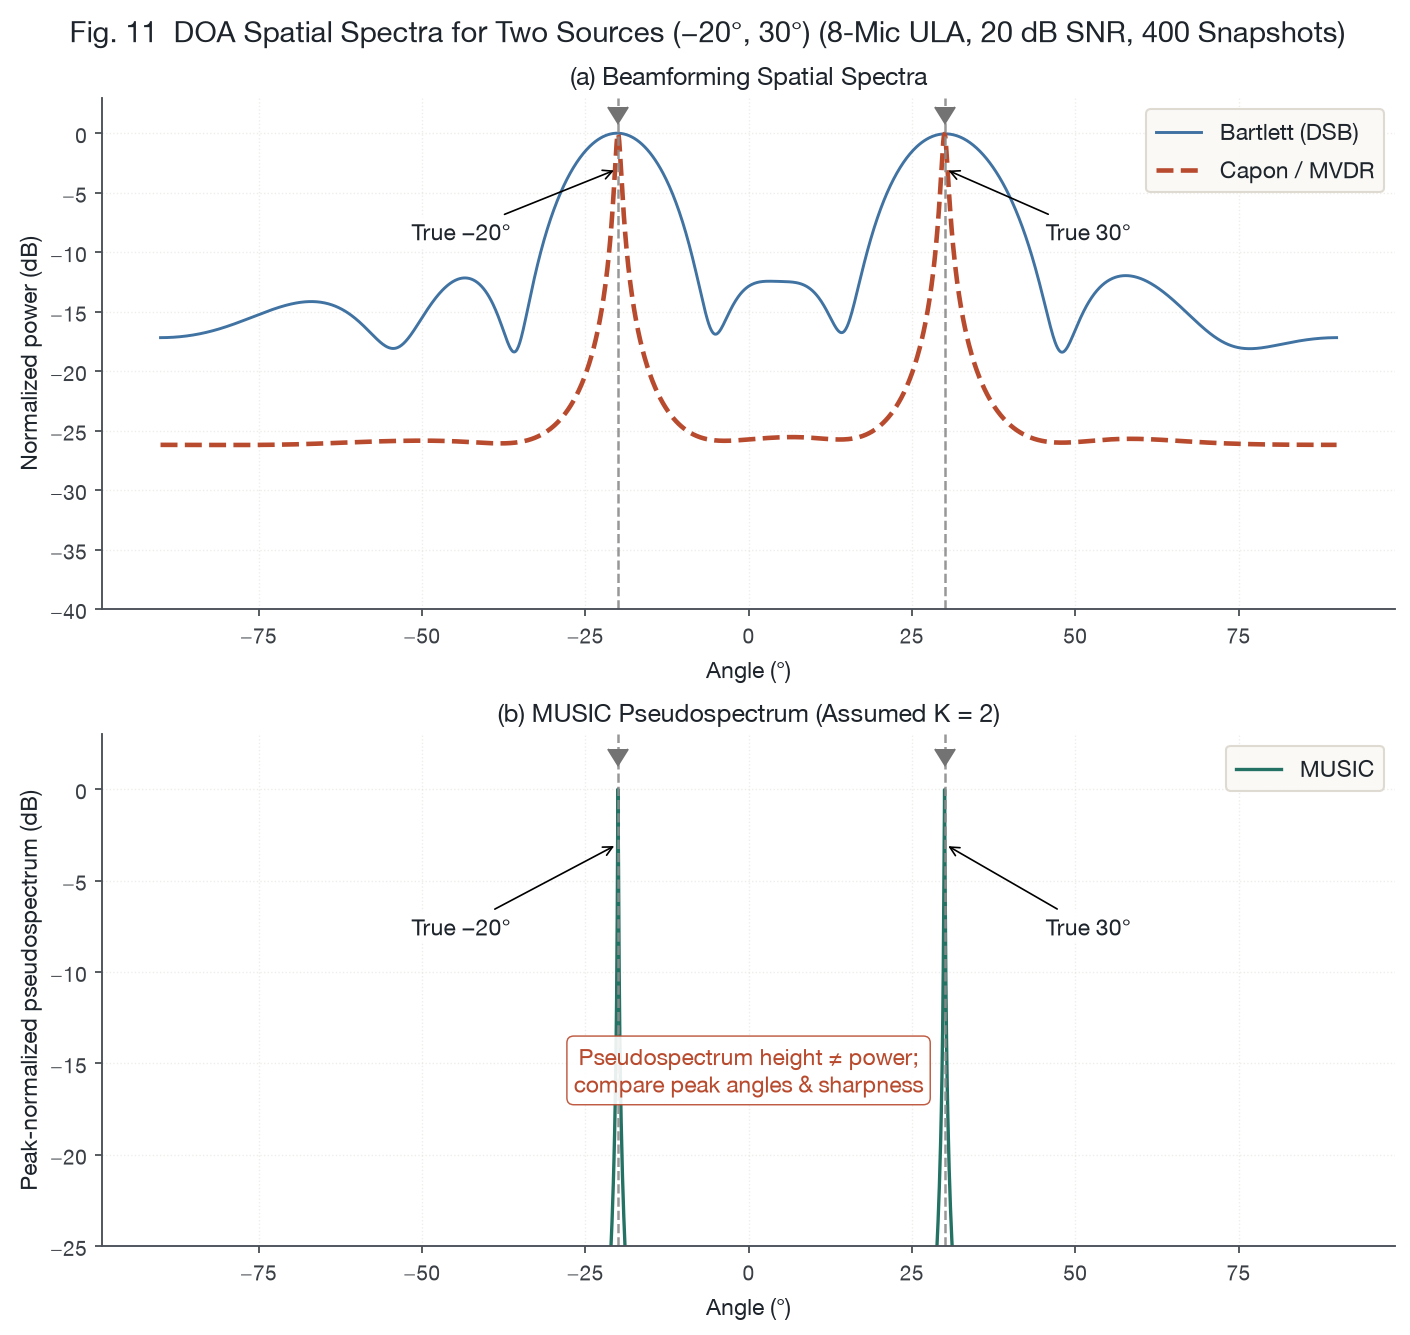 Fig. 11  DOA Spatial Spectra for Two Sources (−20°, 30°) (8-Mic ULA, 20 dB SNR, 400 Snapshots)
(a) Beamforming Spatial Spectra
Normalized power (dB)
0
−5
−10
−15
−20
−25
−30
−35
−40
Bartlett (DSB)
Capon / MVDR
True −20°
True 30°
−75
−50
−25
0
25
50
75
Angle (°)
(b) MUSIC Pseudospectrum (Assumed K = 2)
Peak-normalized pseudospectrum (dB)
0
−5
−10
−15
−20
−25
MUSIC
True −20°
True 30°
Pseudospectrum height ≠ power;
compare peak angles & sharpness
−75
−50
−25
0
25
50
75
Angle (°)